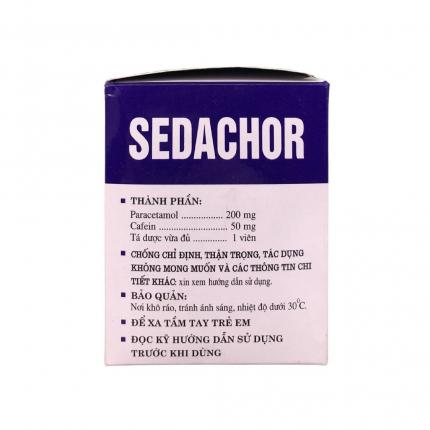 SEDACHOR
▪ THÀNH PHẦN:
Paracetamol .................. 200 mg
Cafein ............................. 50 mg
Tá dược vừa đủ .............. 1 viên
▪ CHỐNG CHỈ ĐỊNH, THẬN TRỌNG, TÁC DỤNG
KHÔNG MONG MUỐN VÀ CÁC THÔNG TIN CHI
TIẾT KHÁC: xin xem hướng dẫn sử dụng.
▪ BẢO QUẢN:
Nơi khô ráo, tránh ánh sáng, nhiệt độ dưới 30°C.
▪ ĐỂ XA TẦM TAY TRẺ EM
▪ ĐỌC KỸ HƯỚNG DẪN SỬ DỤNG
TRƯỚC KHI DÙNG